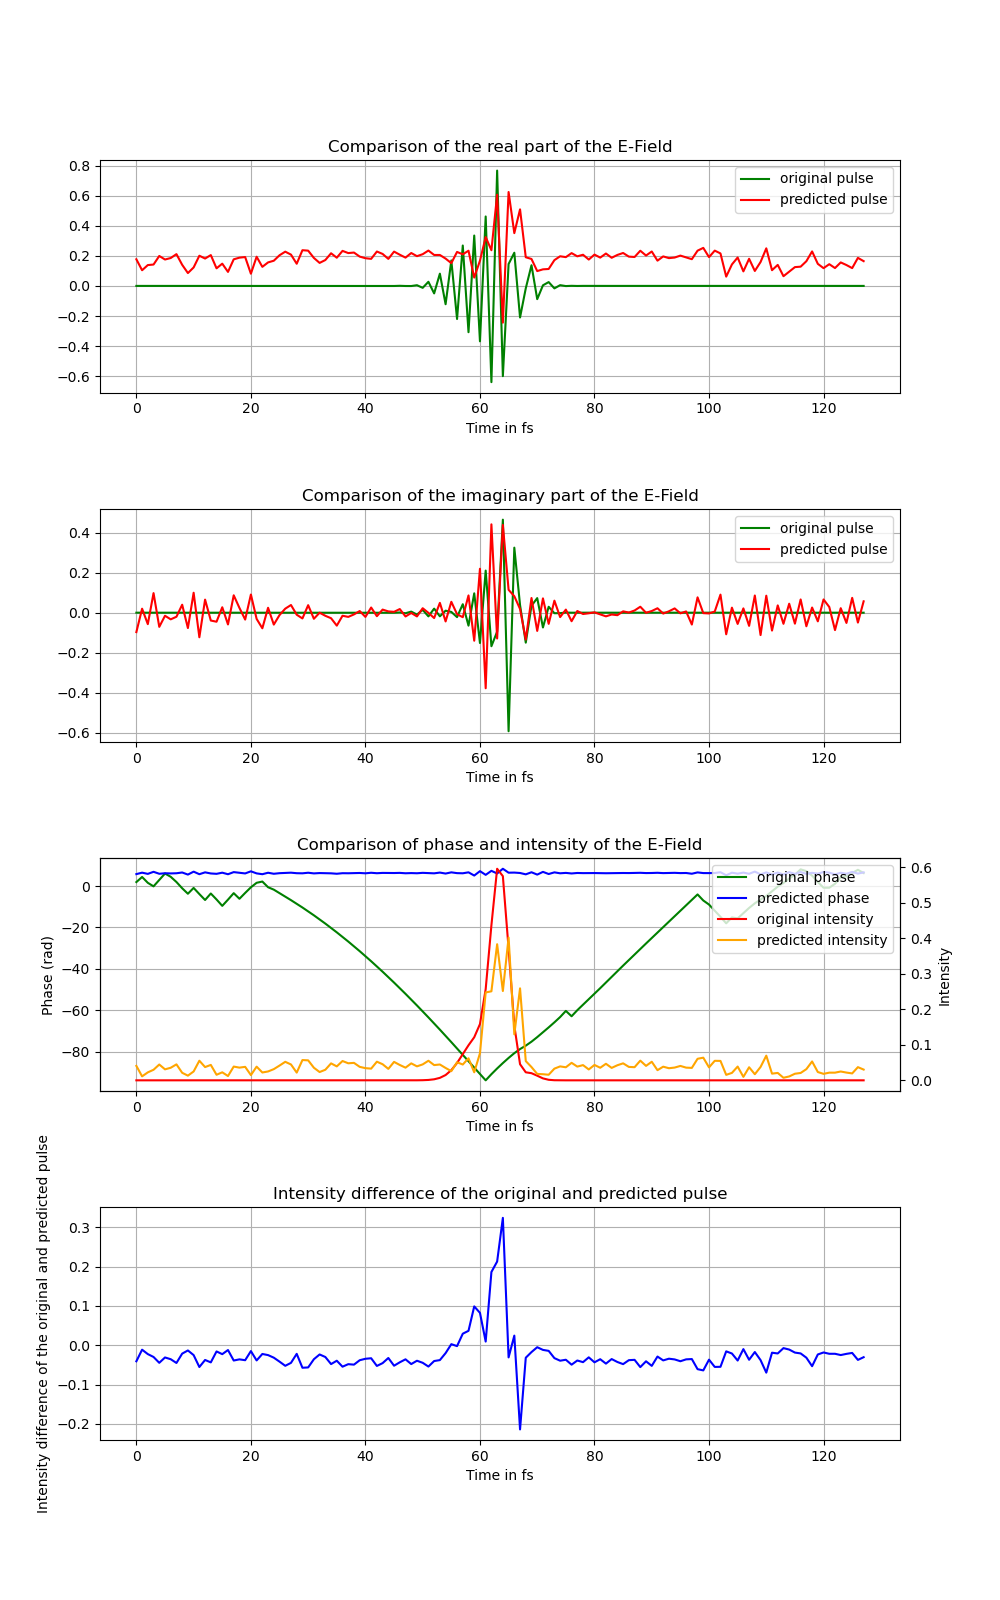 Comparison of the real part of the E-Field
0.8
0.6
0.4
0.2
0.0
−0.2
−0.4
−0.6
original pulse
predicted pulse
0 20 40 60 80 100 120
Time in fs
Comparison of the imaginary part of the E-Field
0.4
0.2
0.0
−0.2
−0.4
−0.6
original pulse
predicted pulse
0 20 40 60 80 100 120
Time in fs
Comparison of phase and intensity of the E-Field
Phase (rad)
0
−20
−40
−60
−80
original phase
predicted phase
original intensity
predicted intensity
0.6
0.5
0.4
0.3
0.2
0.1
0.0
Intensity
0 20 40 60 80 100 120
Time in fs
Intensity difference of the original and predicted pulse
Intensity difference of the original and predicted pulse
0.3
0.2
0.1
0.0
−0.1
−0.2
0 20 40 60 80 100 120
Time in fs